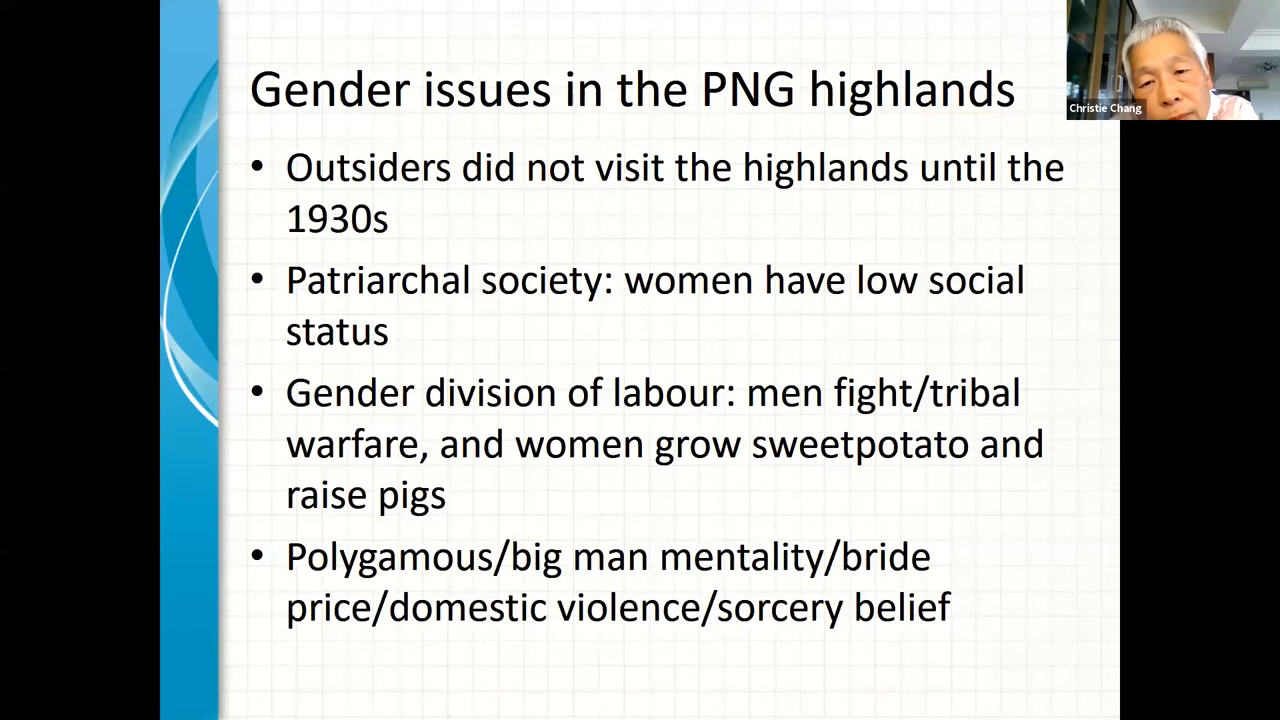 Gender issues in the PNG highlands
Christie Chang
• Outsiders did not visit the highlands until the
1930s
• Patriarchal society: women have low social
status
• Gender division of labour: men fight/tribal
warfare, and women grow sweetpotato and
raise pigs
• Polygamous/big man mentality/bride
price/domestic violence/sorcery belief